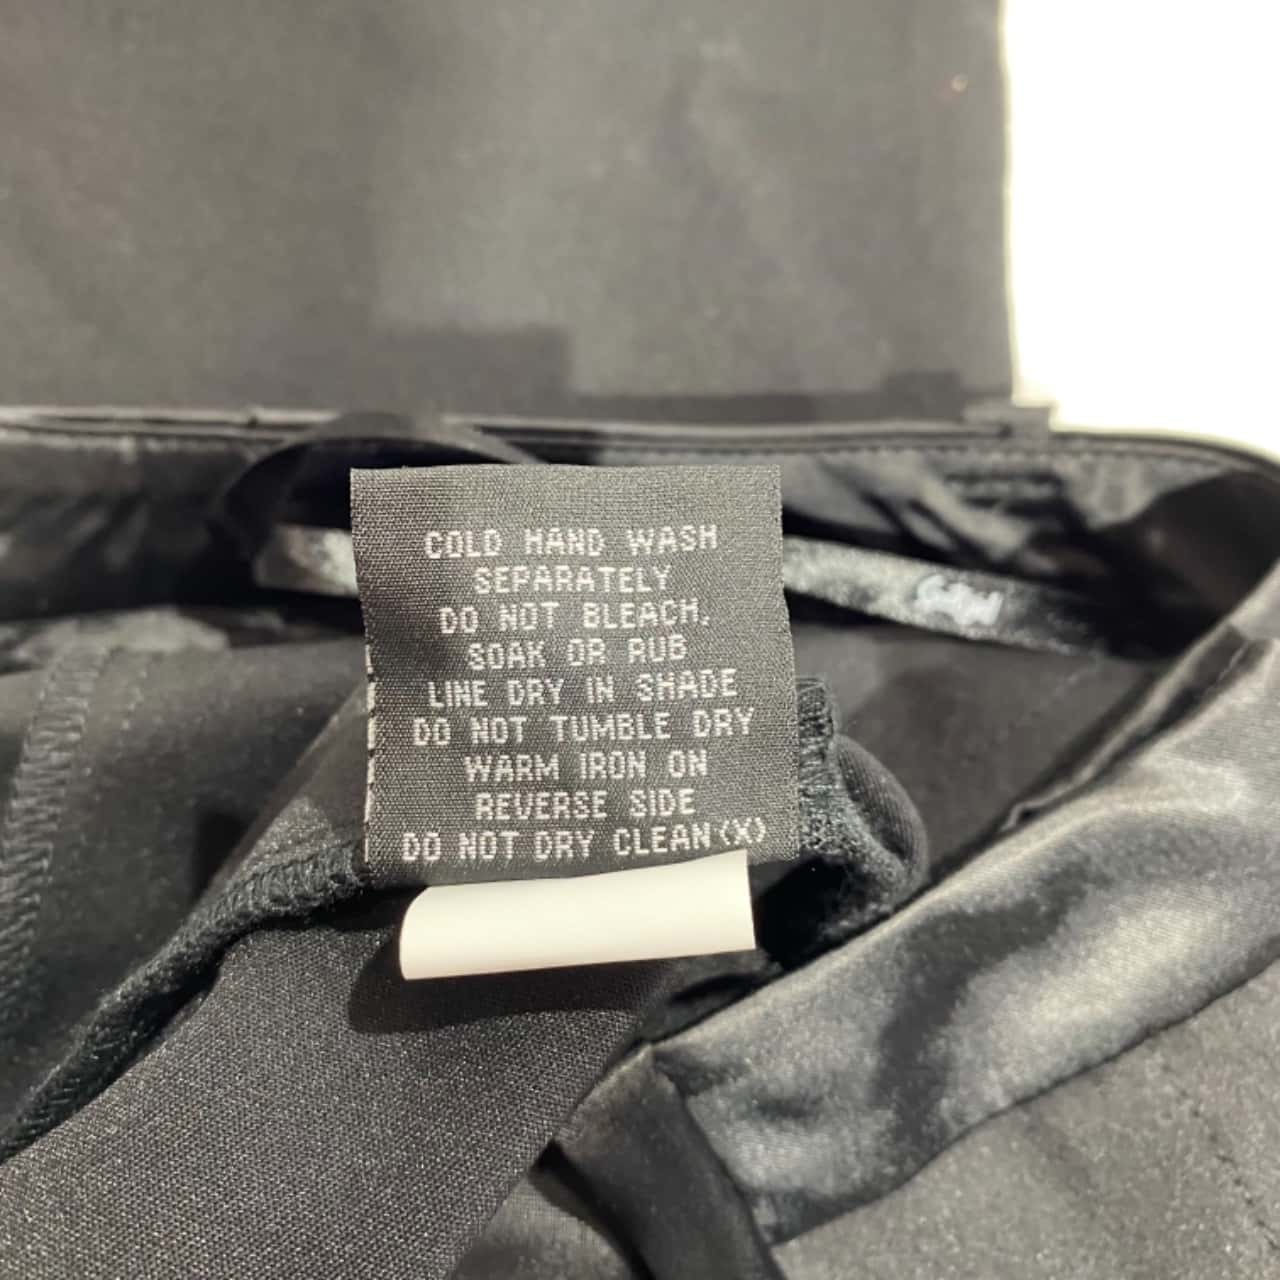 COLD HAND WASH
SEPARATELY
DO NOT BLEACH,
SOAK OR RUB
LINE DRY IN SHADE
DO NOT TUMBLE DRY
WARM IRON ON
REVERSE SIDE
DO NOT DRY CLEAN(X)